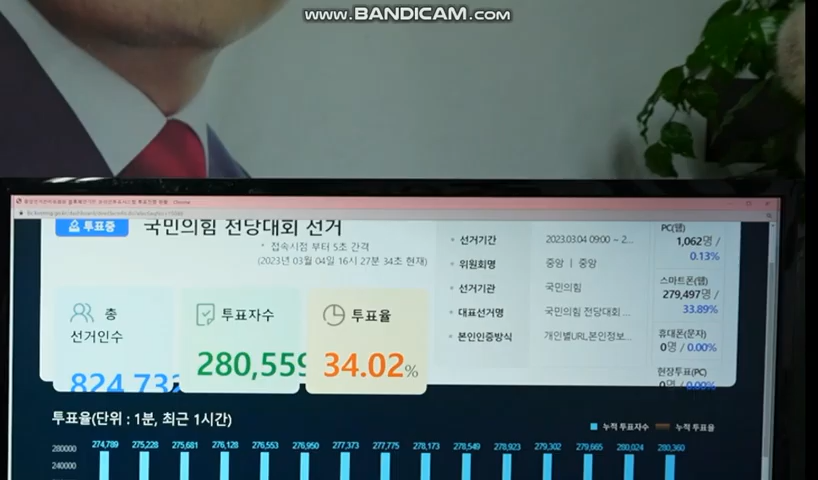 www.BANDICAM.com
투표중
국민의힘 전당대회 선거
* 접속시점 부터 5초 간격
(2023년 03월 04일 16시 27분 34초 현재)
총
선거인수
824,732
투표자수
280,559
투표율
34.02%
• 선거기간 2023.03.04 09:00 ~ 2...
• 위원회명 중앙 | 중앙
• 선거기관 국민의힘
• 대표선거명 국민의힘 전당대회 ...
• 본인인증방식 개인별URL,본인정보...
PC(웹)
1,062명 /
0.13%
스마트폰(웹)
279,497명 /
33.89%
휴대폰(문자)
0명 / 0.00%
현장투표(PC)
0명 / 0.00%
투표율(단위 : 1분, 최근 1시간)
누적 투표자수 누적 투표율
280000
240000
274,789 275,228 275,681 276,128 276,553 276,950 277,373 277,775 278,173 278,549 278,923 279,302 279,665 280,024 280,360